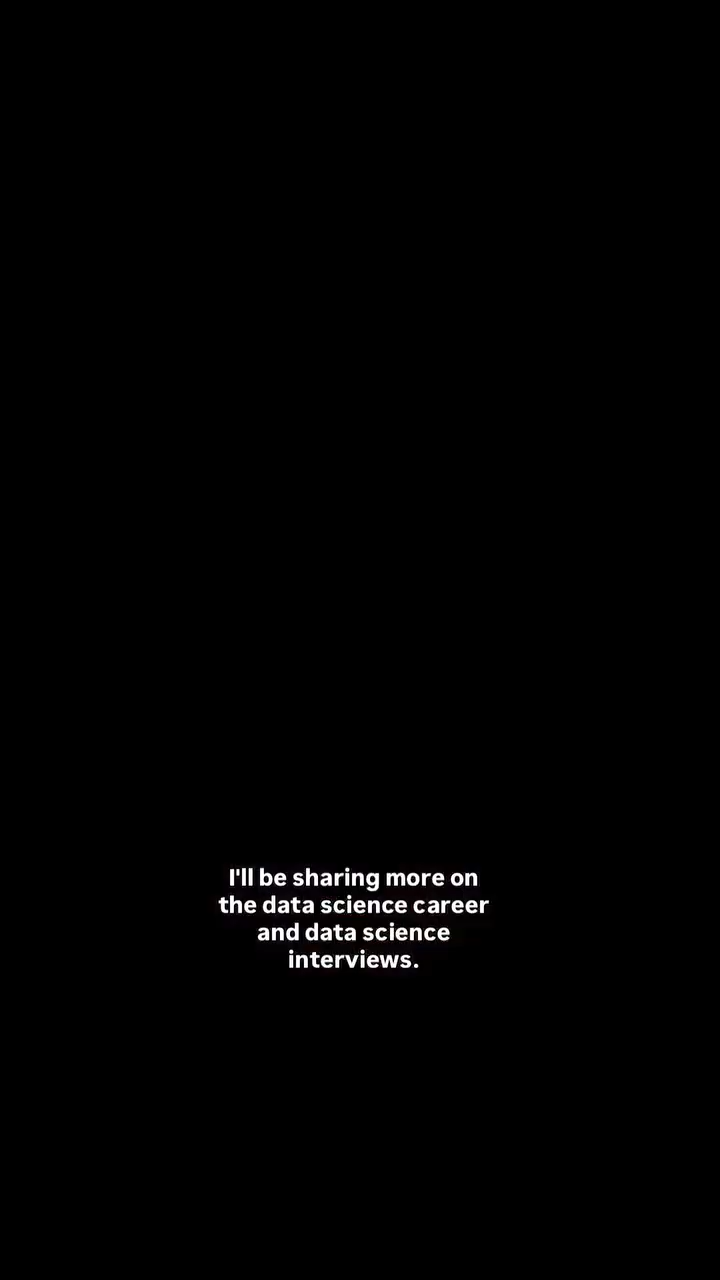 I'll be sharing more on
the data science career
and data science
interviews.